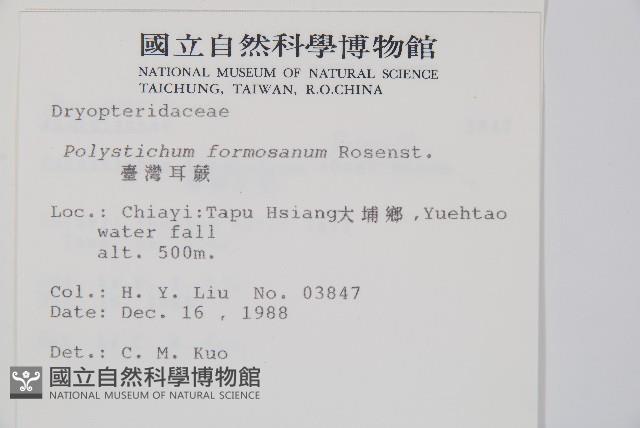 國立自然科學博物館
NATIONAL MUSEUM OF NATURAL SCIENCE
TAICHUNG, TAIWAN, R.O.CHINA
Dryopteridaceae
Polystichum formosanum Rosenst.
臺灣耳蕨
Loc.: Chiayi:Tapu Hsiang大埔鄉,Yuehtao
water fall
alt. 500m.
Col.: H. Y. Liu No. 03847
Date: Dec. 16 , 1988
Det.: C. M. Kuo
國立自然科學博物館
NATIONAL MUSEUM OF NATURAL SCIENCE